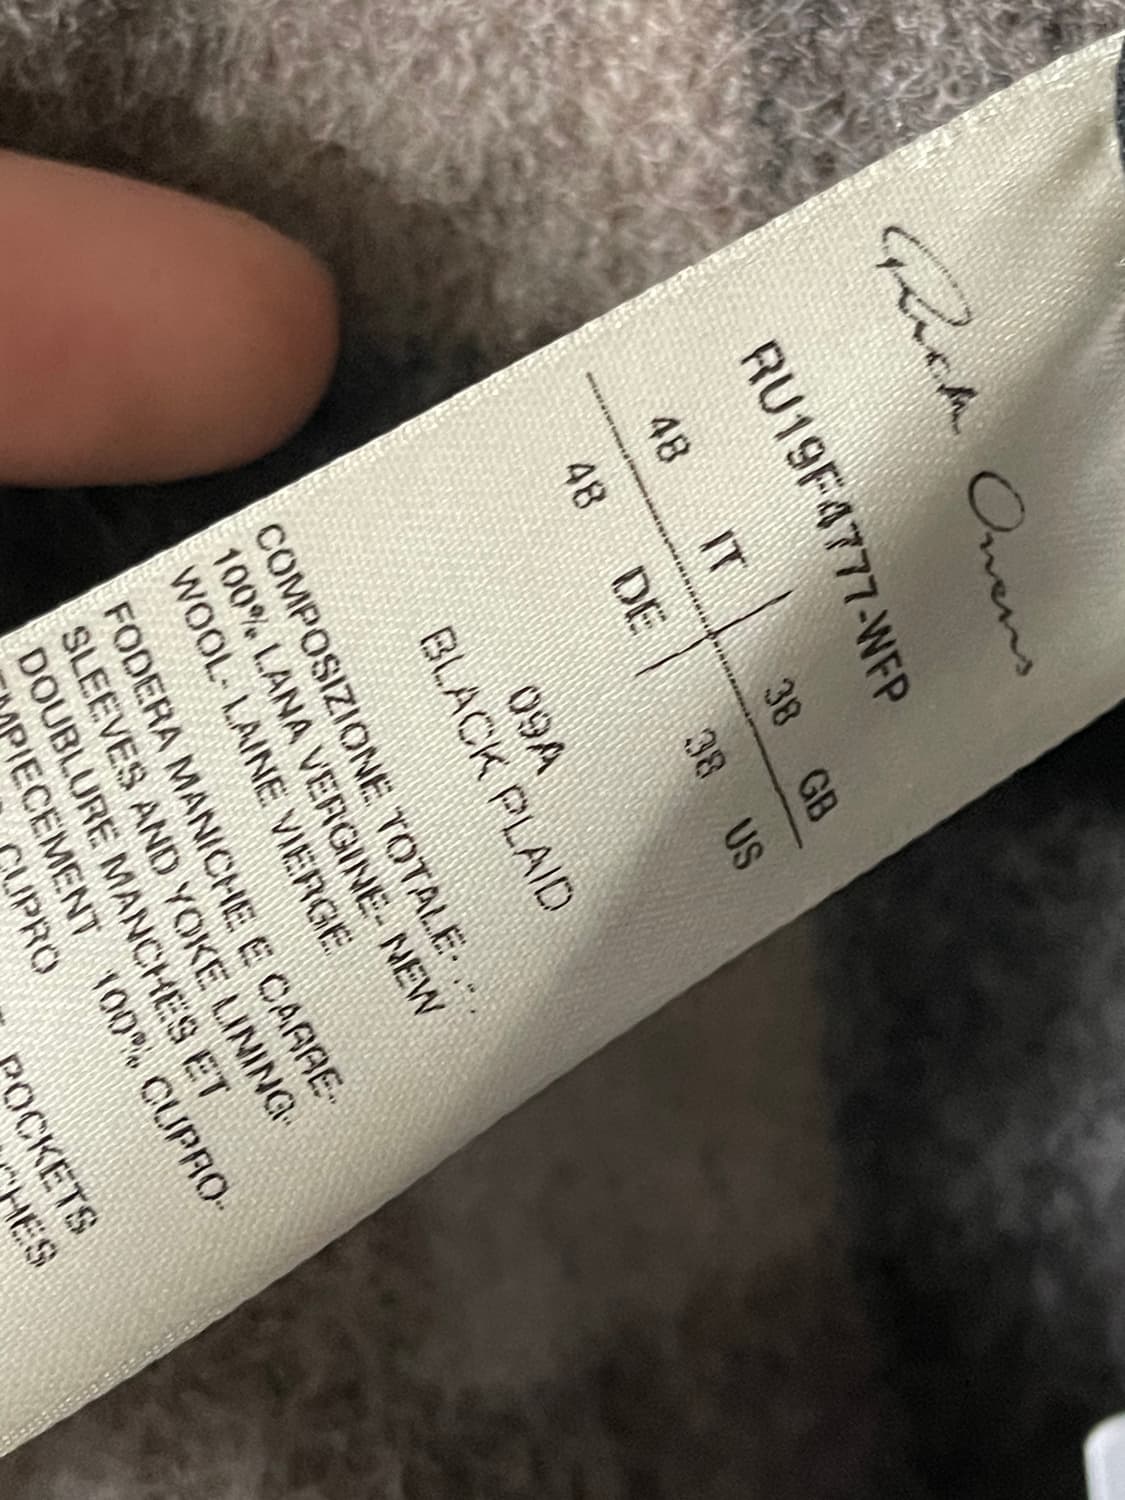 Rick Owens
RU19F4777-WFP
48 IT 38 GB
48 DE 38 US
09A
BLACK PLAID
COMPOSIZIONE TOTALE-
100% LANA VERGINE- NEW
WOOL- LAINE VIERGE
FODERA MANICHE E CARRE-
SLEEVES AND YOKE LINING-
DOUBLURE MANCHES ET
EMPIECEMENT 100% CUPRO-
CUPRO
POCKETS